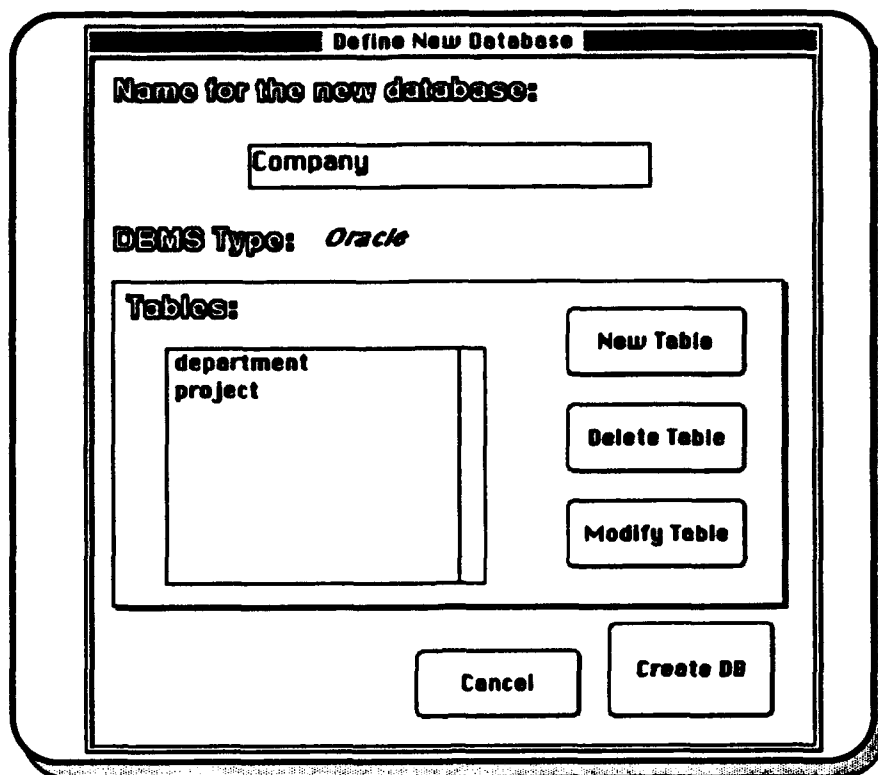 Define New Database
Name for the new database:
Company
DBMS Type: Oracle
Tables:
department
project
New Table
Delete Table
Modify Table
Cancel
Create DB